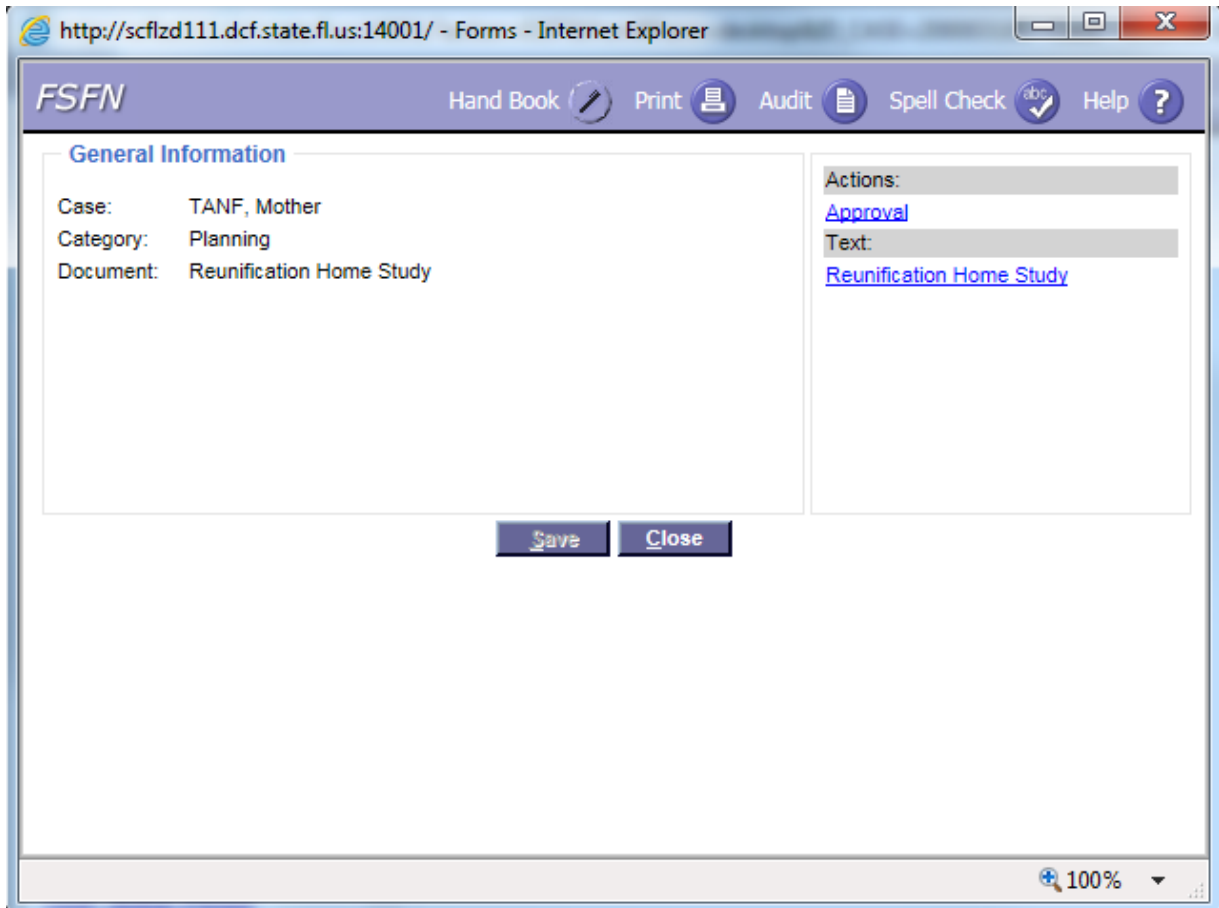 http://scflzd111.dcf.state.fl.us:14001/ - Forms - Internet Explorer
FSFN Hand Book Print Audit Spell Check abc Help ?
General Information
Case: TANF, Mother
Category: Planning
Document: Reunification Home Study
Actions:
Approval
Text:
Reunification Home Study
Save Close
100%